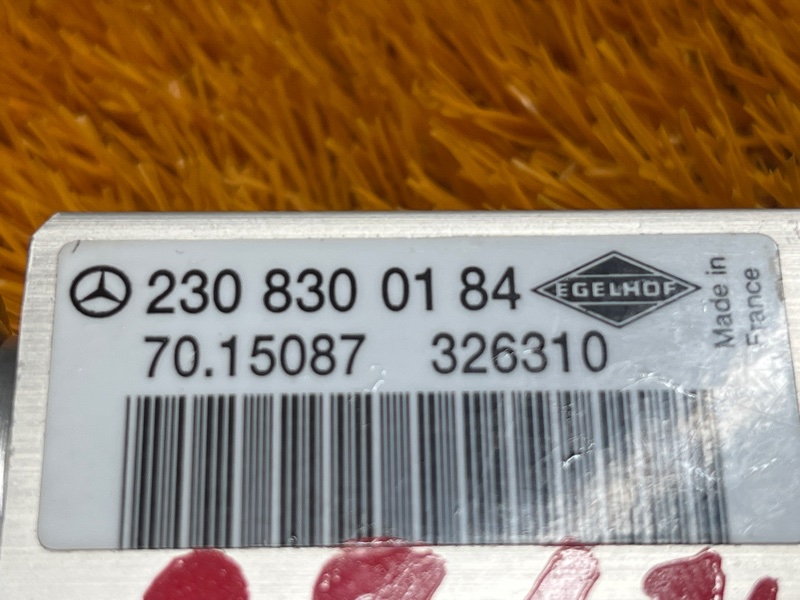 230 830 01 84 EGELHOF
70.15087 326310
Made in
France